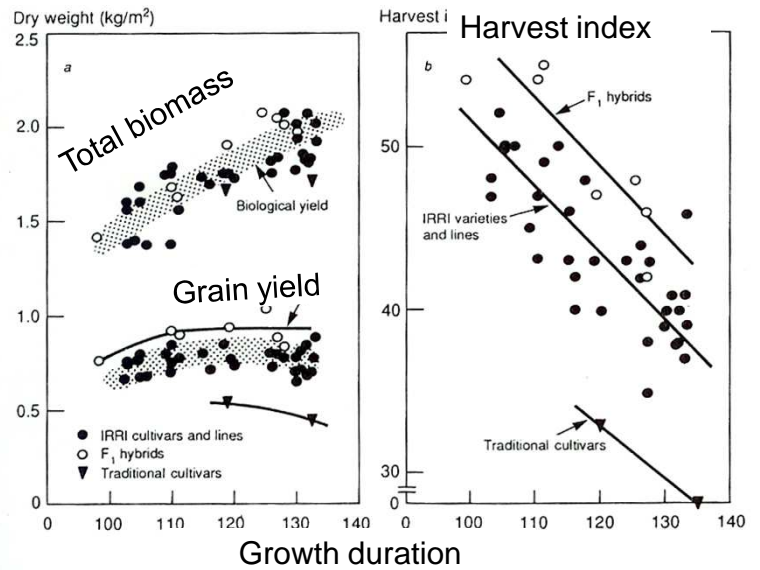 Dry weight (kg/m²)
2.5
2.0
1.5
1.0
0.5
0
a
Total biomass
Biological yield
Grain yield
IRRI cultivars and lines
F₁ hybrids
Traditional cultivars
0 100 110 120 130 140
Harvest i
Harvest index
b
50
40
30
0
F₁ hybrids
IRRI varieties
and lines
Traditional cultivars
0 100 110 120 130 140
Growth duration